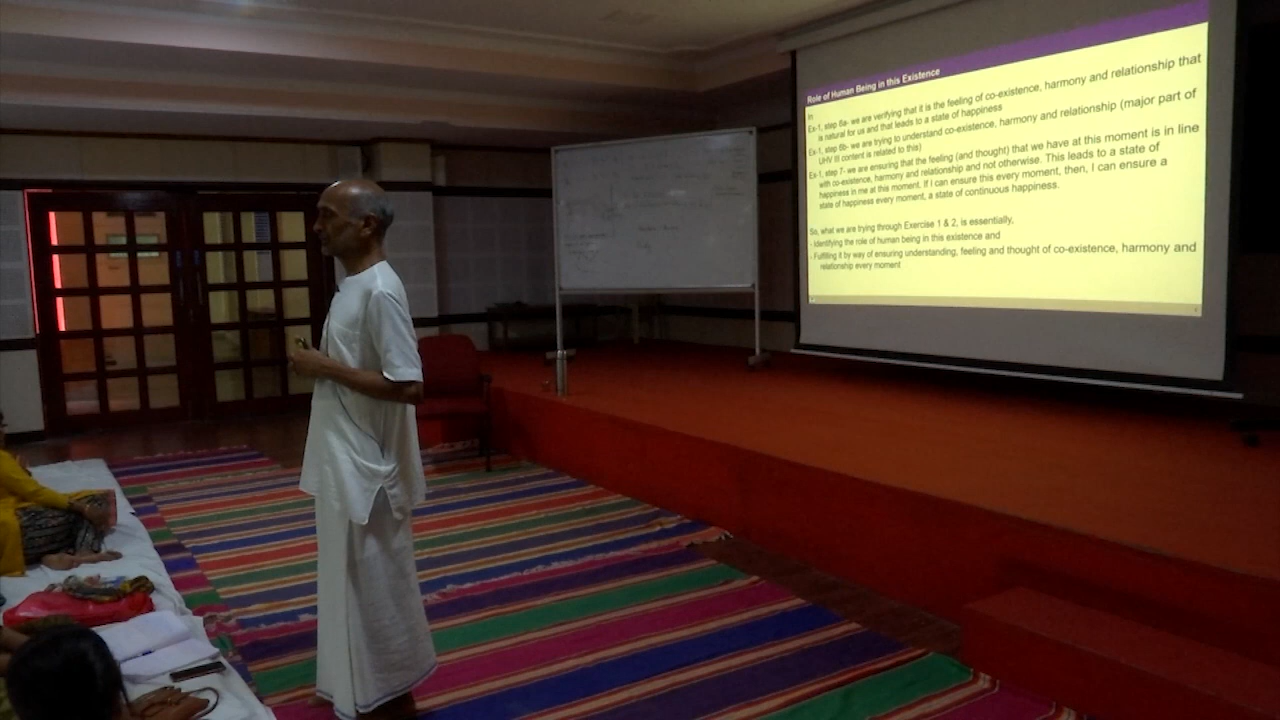 Role of Human Being in this Existence
In
Ex-1, step 6a- we are verifying that it is the feeling of co-existence, harmony and relationship that
is natural for us and that leads to a state of happiness
Ex-1, step 6b- we are trying to understand co-existence, harmony and relationship (major part of
UHV III content is related to this)
Ex-1, step 7- we are ensuring that the feeling (and thought) that we have at this moment is in line
with co-existence, harmony and relationship and not otherwise. This leads to a state of
happiness in me at this moment. If I can ensure this every moment, then, I can ensure a
state of happiness every moment, a state of continuous happiness.
So, what we are trying through Exercise 1 & 2, is essentially,
- Identifying the role of human being in this existence and
- Fulfilling it by way of ensuring understanding, feeling and thought of co-existence, harmony and
relationship every moment